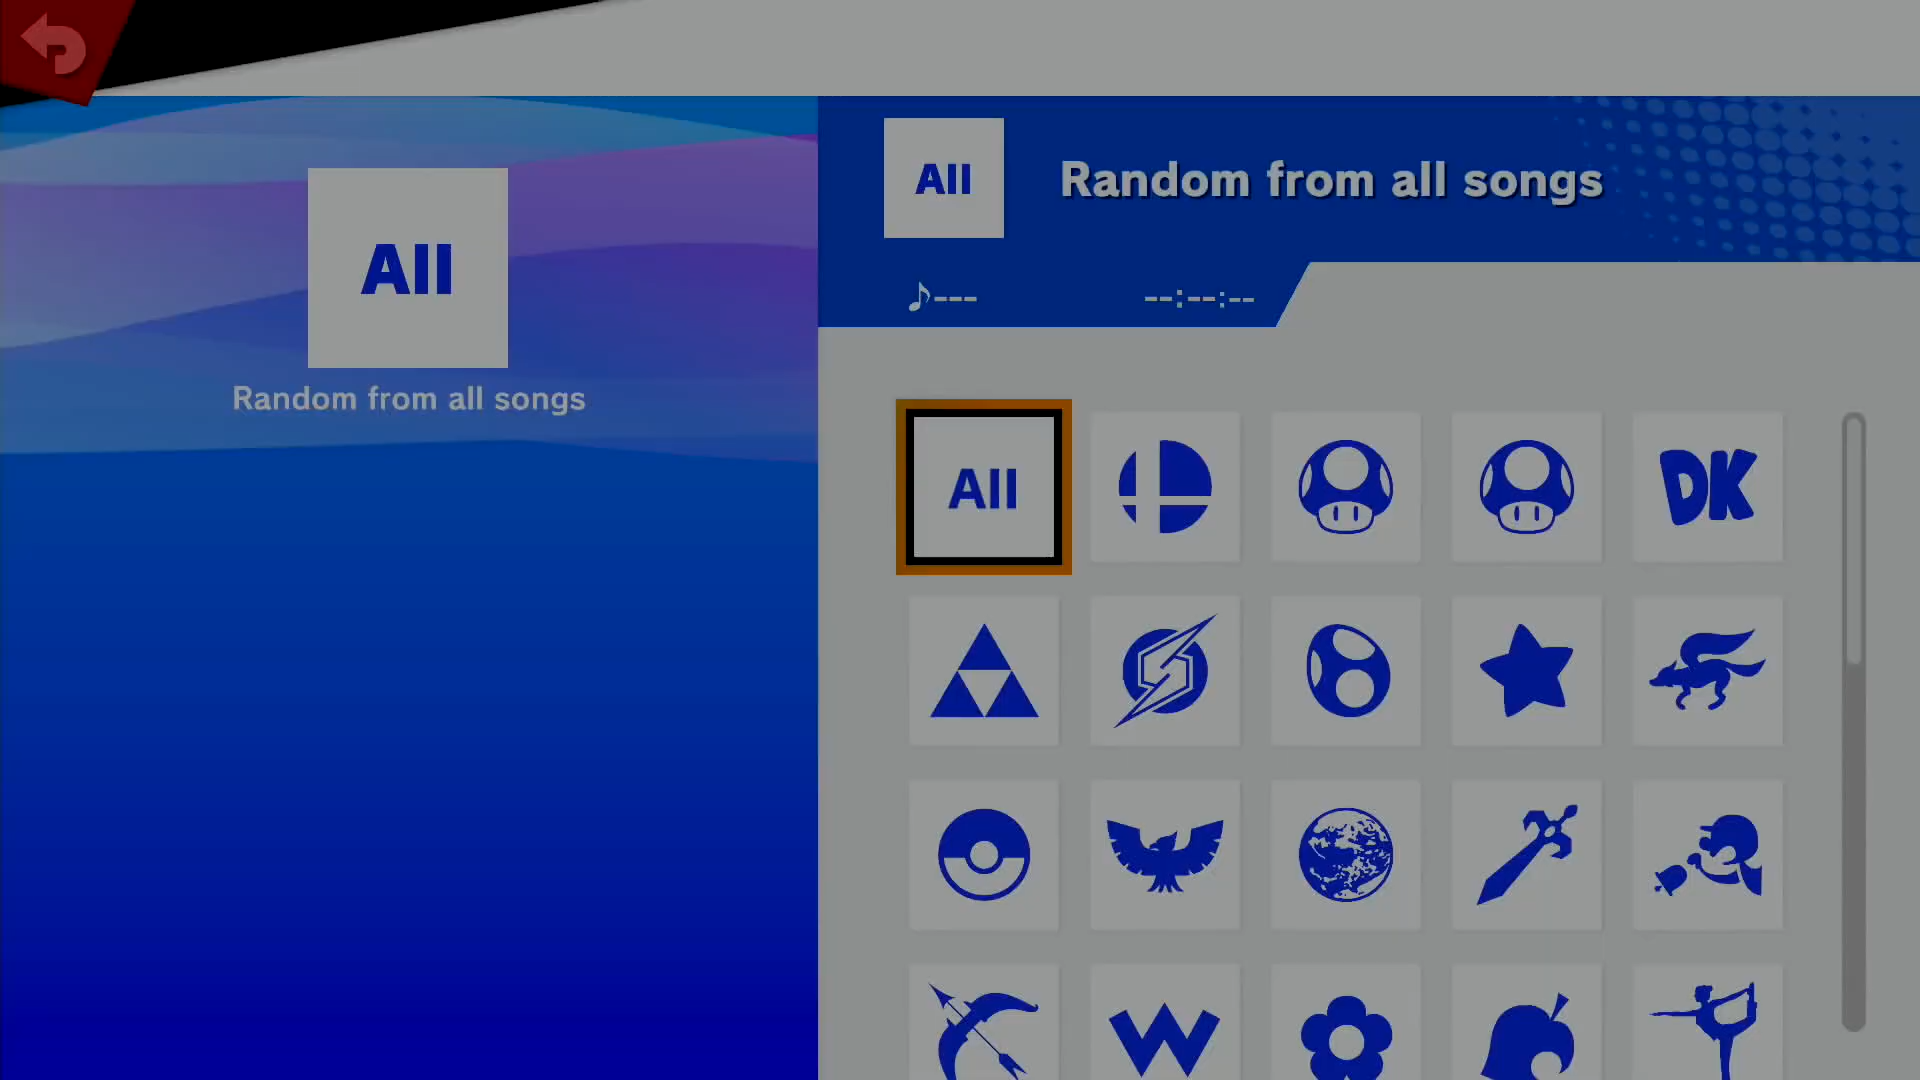 All
Random from all songs
All
Random from all songs
♪---
--:--:--
All
DK
W